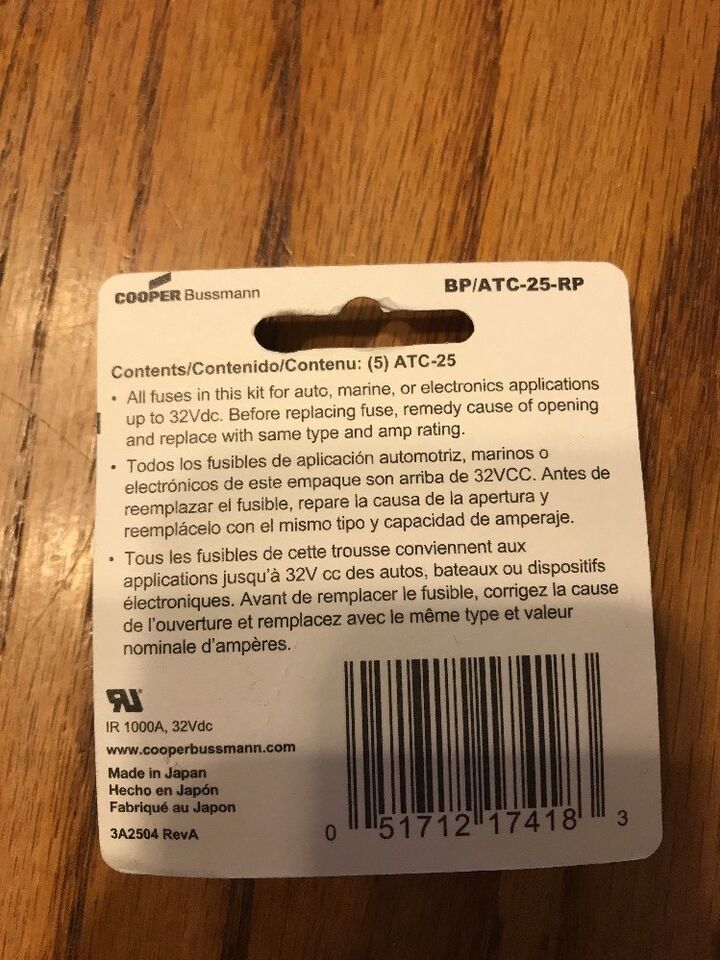 COOPER Bussmann
BP/ATC-25-RP
Contents/Contenido/Contenu: (5) ATC-25
• All fuses in this kit for auto, marine, or electronics applications
up to 32Vdc. Before replacing fuse, remedy cause of opening
and replace with same type and amp rating.
• Todos los fusibles de aplicación automotriz, marinos o
electrónicos de este empaque son arriba de 32VCC. Antes de
reemplazar el fusible, repare la causa de la apertura y
reemplácelo con el mismo tipo y capacidad de amperaje.
• Tous les fusibles de cette trousse conviennent aux
applications jusqu'à 32V cc des autos, bateaux ou dispositifs
électroniques. Avant de remplacer le fusible, corrigez la cause
de l'ouverture et remplacez avec le même type et valeur
nominale d'ampères.
RU
IR 1000A, 32Vdc
www.cooperbussmann.com
Made in Japan
Hecho en Japón
Fabriqué au Japon
3A2504 RevA
0 51712 17418 3